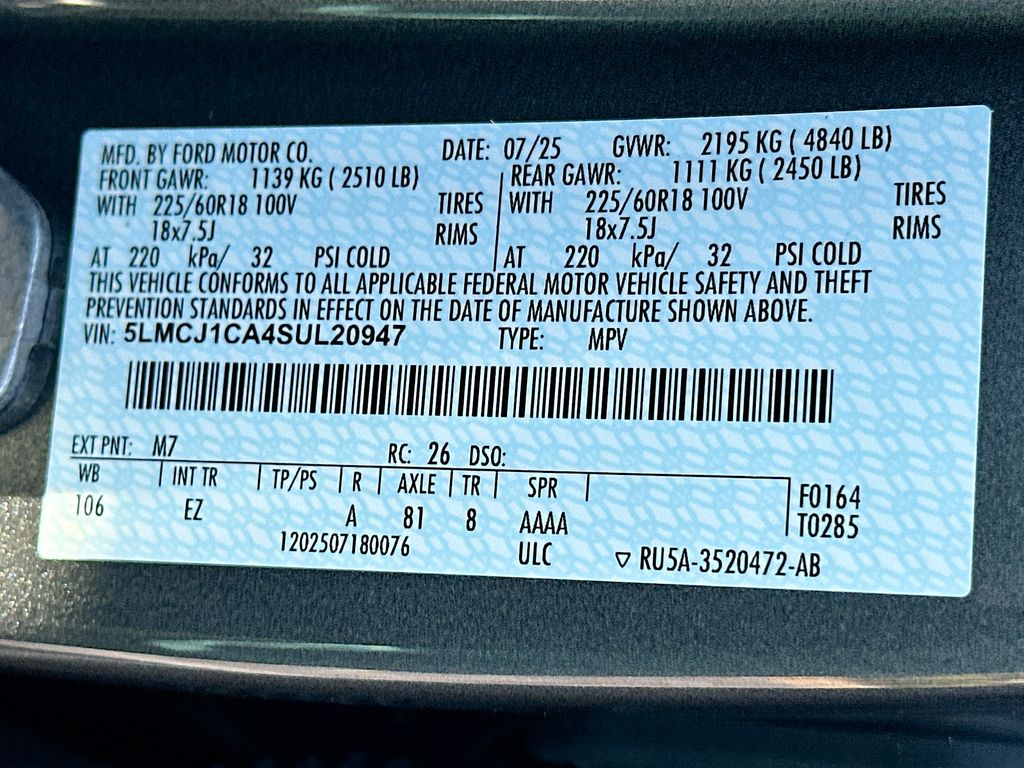 MFD. BY FORD MOTOR CO. DATE: 07/25 GVWR: 2195 KG ( 4840 LB)
FRONT GAWR: 1139 KG ( 2510 LB) REAR GAWR: 1111 KG ( 2450 LB)
WITH 225/60R18 100V TIRES WITH 225/60R18 100V TIRES
18x7.5J RIMS 18x7.5J RIMS
AT 220 kPa/ 32 PSI COLD AT 220 kPa/ 32 PSI COLD
THIS VEHICLE CONFORMS TO ALL APPLICABLE FEDERAL MOTOR VEHICLE SAFETY AND THEFT
PREVENTION STANDARDS IN EFFECT ON THE DATE OF MANUFACTURE SHOWN ABOVE.
VIN: 5LMCJ1CA4SUL20947 TYPE: MPV
EXT PNT: M7 RC: 26 DSO:
WB INT TR TP/PS R AXLE TR SPR F0164
106 EZ A 81 8 AAAA T0285
1202507180076 ULC ▽ RU5A-3520472-AB